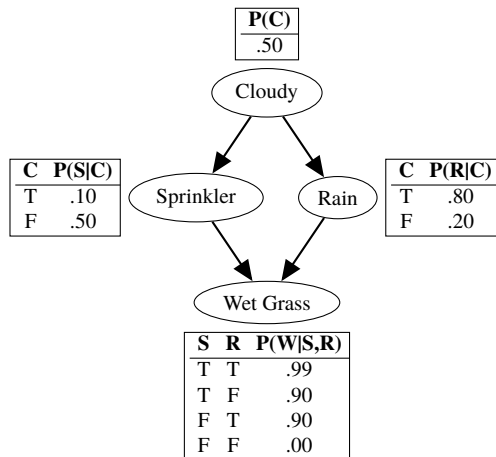 P(C)
.50
Cloudy
C P(S|C)
T .10
F .50
Sprinkler
Rain
C P(R|C)
T .80
F .20
Wet Grass
S R P(W|S,R)
T T .99
T F .90
F T .90
F F .00